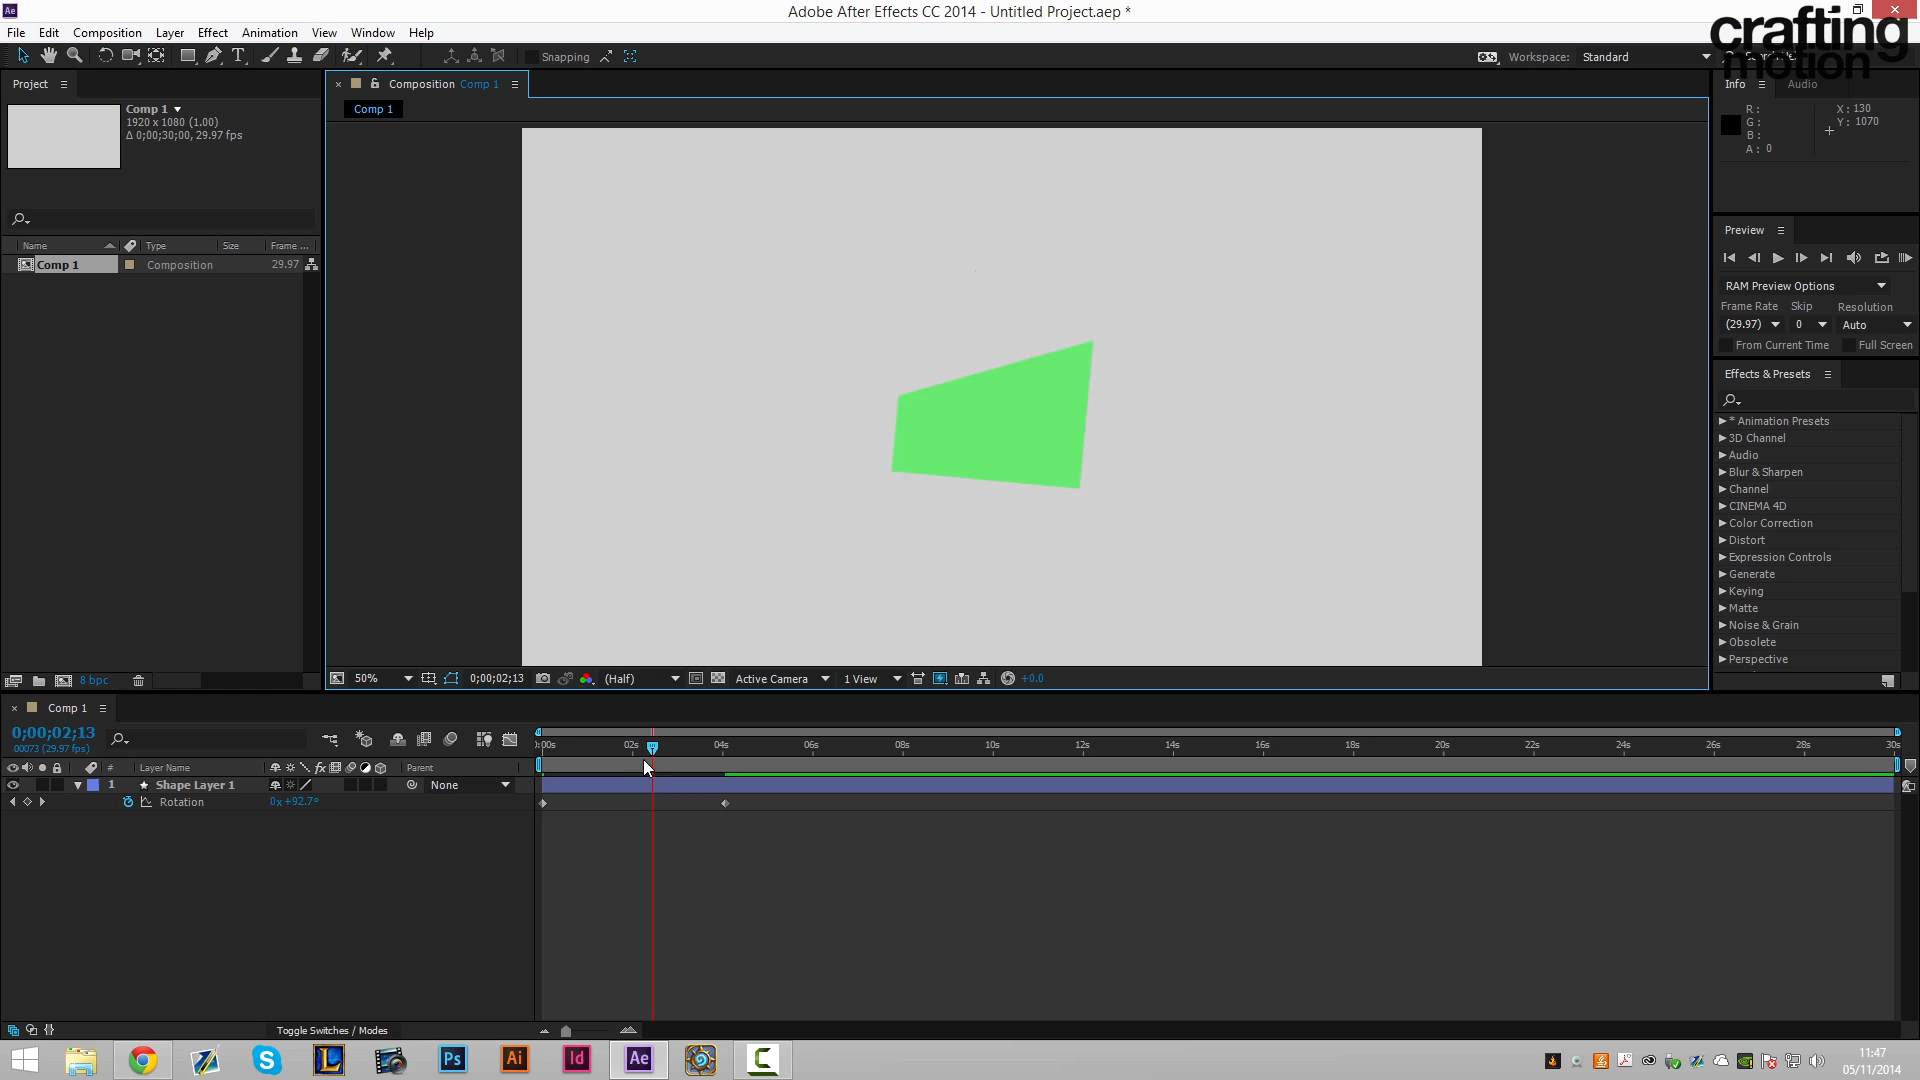 Ae
Adobe After Effects CC 2014 - Untitled Project.aep *
File Edit Composition Layer Effect Animation View Window Help
T Snapping Workspace: Standard
crafting
motion
Project
Comp 1
1920 x 1080 (1.00)
Δ 0;00;30;00, 29.97 fps
Name Type Size Frame ...
Comp 1 Composition 29.97
8 bpc
Composition Comp 1
Comp 1
50% 0;00;02;13 (Half) Active Camera 1 View +0.0
Info Audio
R:
G:
B:
A: 0
X: 130
Y: 1070
Preview
RAM Preview Options
Frame Rate Skip Resolution
(29.97) 0 Auto
From Current Time Full Screen
Effects & Presets
* Animation Presets
3D Channel
Audio
Blur & Sharpen
Channel
CINEMA 4D
Color Correction
Distort
Expression Controls
Generate
Keying
Matte
Noise & Grain
Obsolete
Perspective
Comp 1
0;00;02;13
00073 (29.97 fps)
:00s 02s 04s 06s 08s 10s 12s 14s 16s 18s 20s 22s 24s 26s 28s 30s
# Layer Name fx Parent
1 Shape Layer 1 None
Rotation 0x+92.7°
Toggle Switches / Modes
S L Ps Ai Id Ae C
11:47
05/11/2014